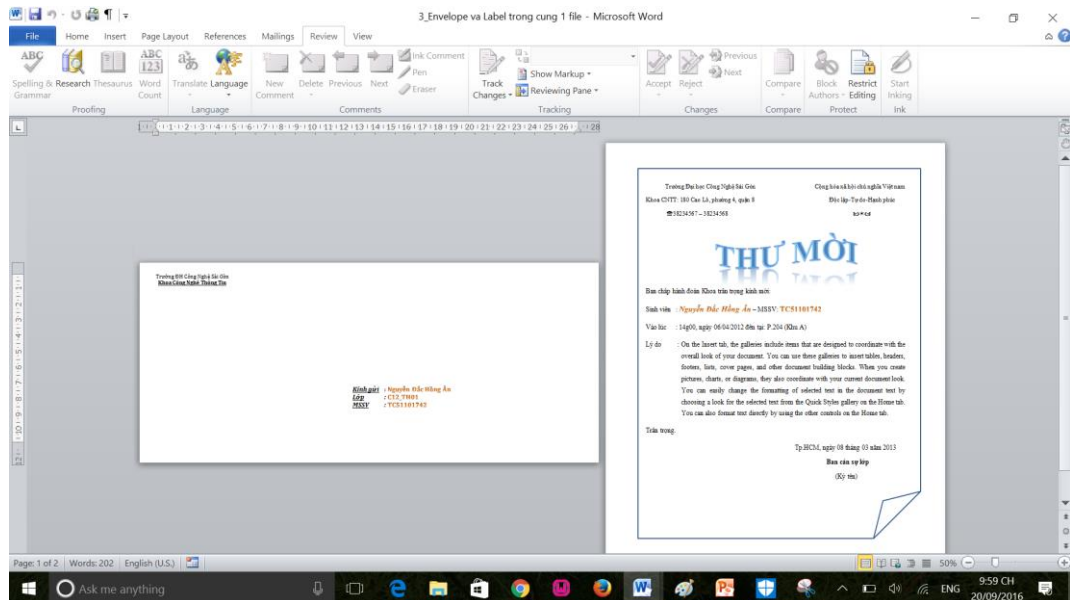 3_Envelope va Label trong cung 1 file - Microsoft Word
File Home Insert Page Layout References Mailings Review View
Spelling & Grammar
Research
Thesaurus
Word Count
Translate
Language
New Comment
Delete
Previous
Next
Ink Comment
Pen
Eraser
Track Changes
Show Markup
Reviewing Pane
Accept
Reject
Previous
Next
Compare
Block Authors
Restrict Editing
Start Inking
Proofing Language Comments Tracking Changes Compare Protect Ink
Trường ĐH Công Nghệ Sài Gòn
Khoa Công Nghệ Thông Tin
Kính gửi : Nguyễn Đắc Hồng Ân
Lớp : C12_TH01
MSSV : TC51101742
Trường Đại học Công Nghệ Sài Gòn
Khoa CNTT: 180 Cao Lỗ, phường 4, quận 8
☎38234567 – 38234568
Cộng hòa xã hội chủ nghĩa Việt nam
Độc lập-Tự do-Hạnh phúc
THƯ MỜI
Ban chấp hành đoàn Khoa trân trọng kính mời:
Sinh viên : Nguyễn Đắc Hồng Ân – MSSV: TC51101742
Vào lúc : 14g00, ngày 06/04/2012 đến tại: P.204 (Khu A)
Lý do : On the Insert tab, the galleries include items that are designed to coordinate with the
overall look of your document. You can use these galleries to insert tables, headers,
footers, lists, cover pages, and other document building blocks. When you create
pictures, charts, or diagrams, they also coordinate with your current document look.
You can easily change the formatting of selected text in the document text by
choosing a look for the selected text from the Quick Styles gallery on the Home tab.
You can also format text directly by using the other controls on the Home tab.
Trân trọng.
Tp.HCM, ngày 08 tháng 03 năm 2013
Ban cán sự lớp
(Ký tên)
Page: 1 of 2 Words: 202 English (U.S.) 50%
Ask me anything
ENG
9:59 CH
20/09/2016